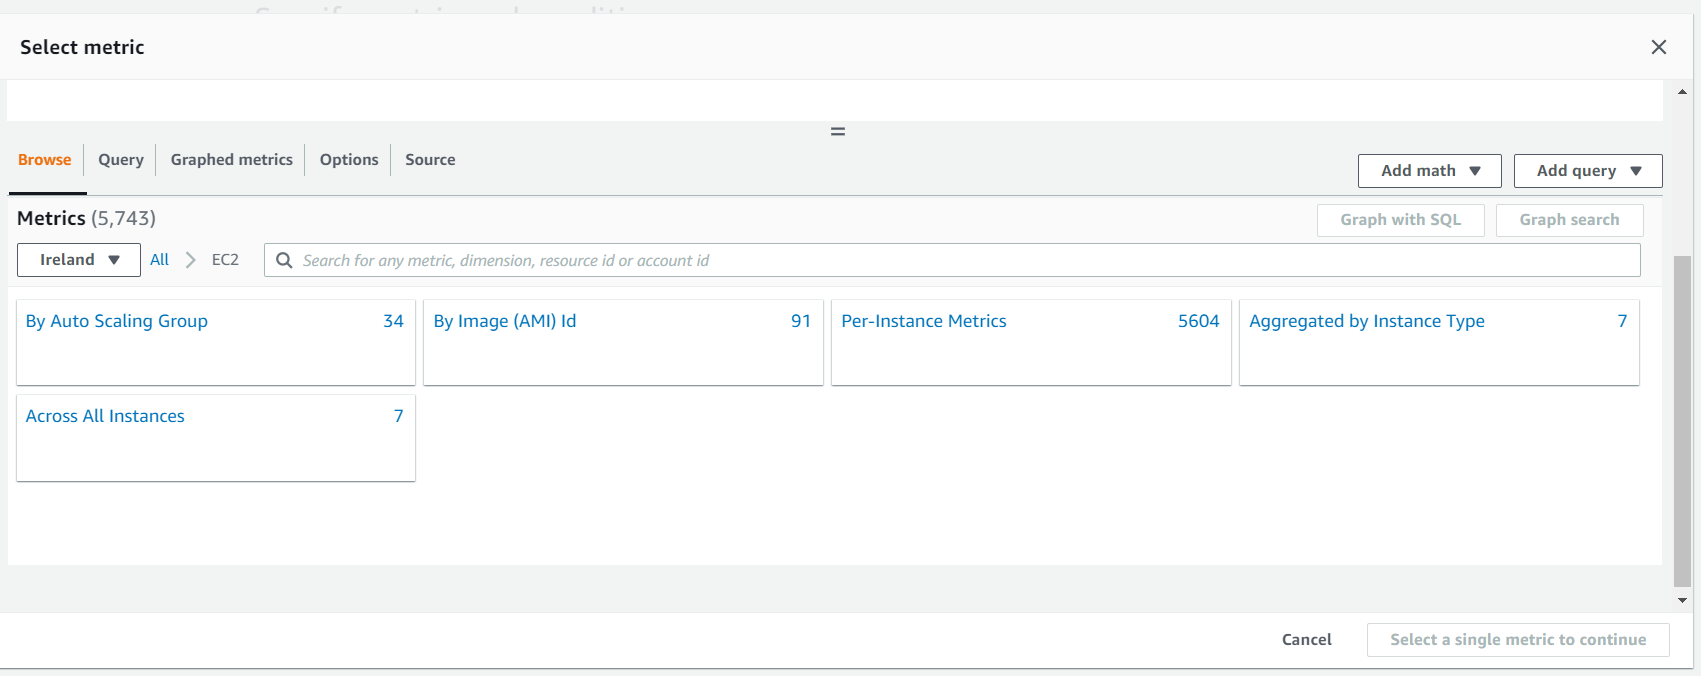 Select metric
Browse
Query
Graphed metrics
Options
Source
Add math
Add query
Metrics (5,743)
Graph with SQL
Graph search
Ireland
All
EC2
Search for any metric, dimension, resource id or account id
By Auto Scaling Group 34
By Image (AMI) Id 91
Per-Instance Metrics 5604
Aggregated by Instance Type 7
Across All Instances 7
Cancel
Select a single metric to continue